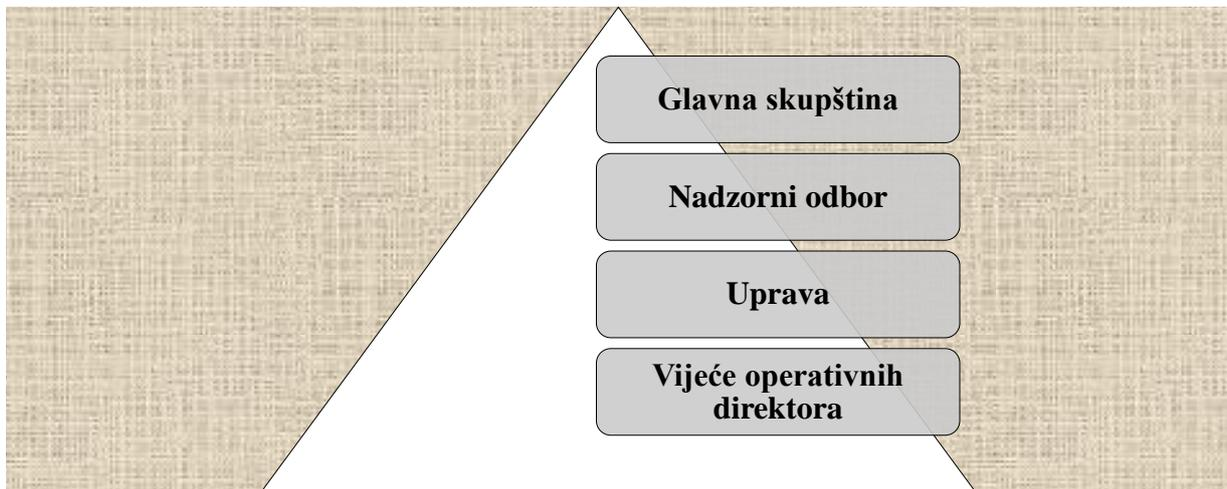 Glavna skupština
Nadzorni odbor
Uprava
Vijeće operativnih
direktora